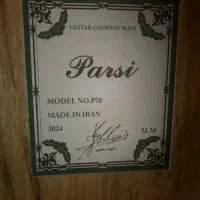 GUITAR COMPANY M&H
Parsi
MODEL NO.P70
MADE IN IRAN
2024
M.M